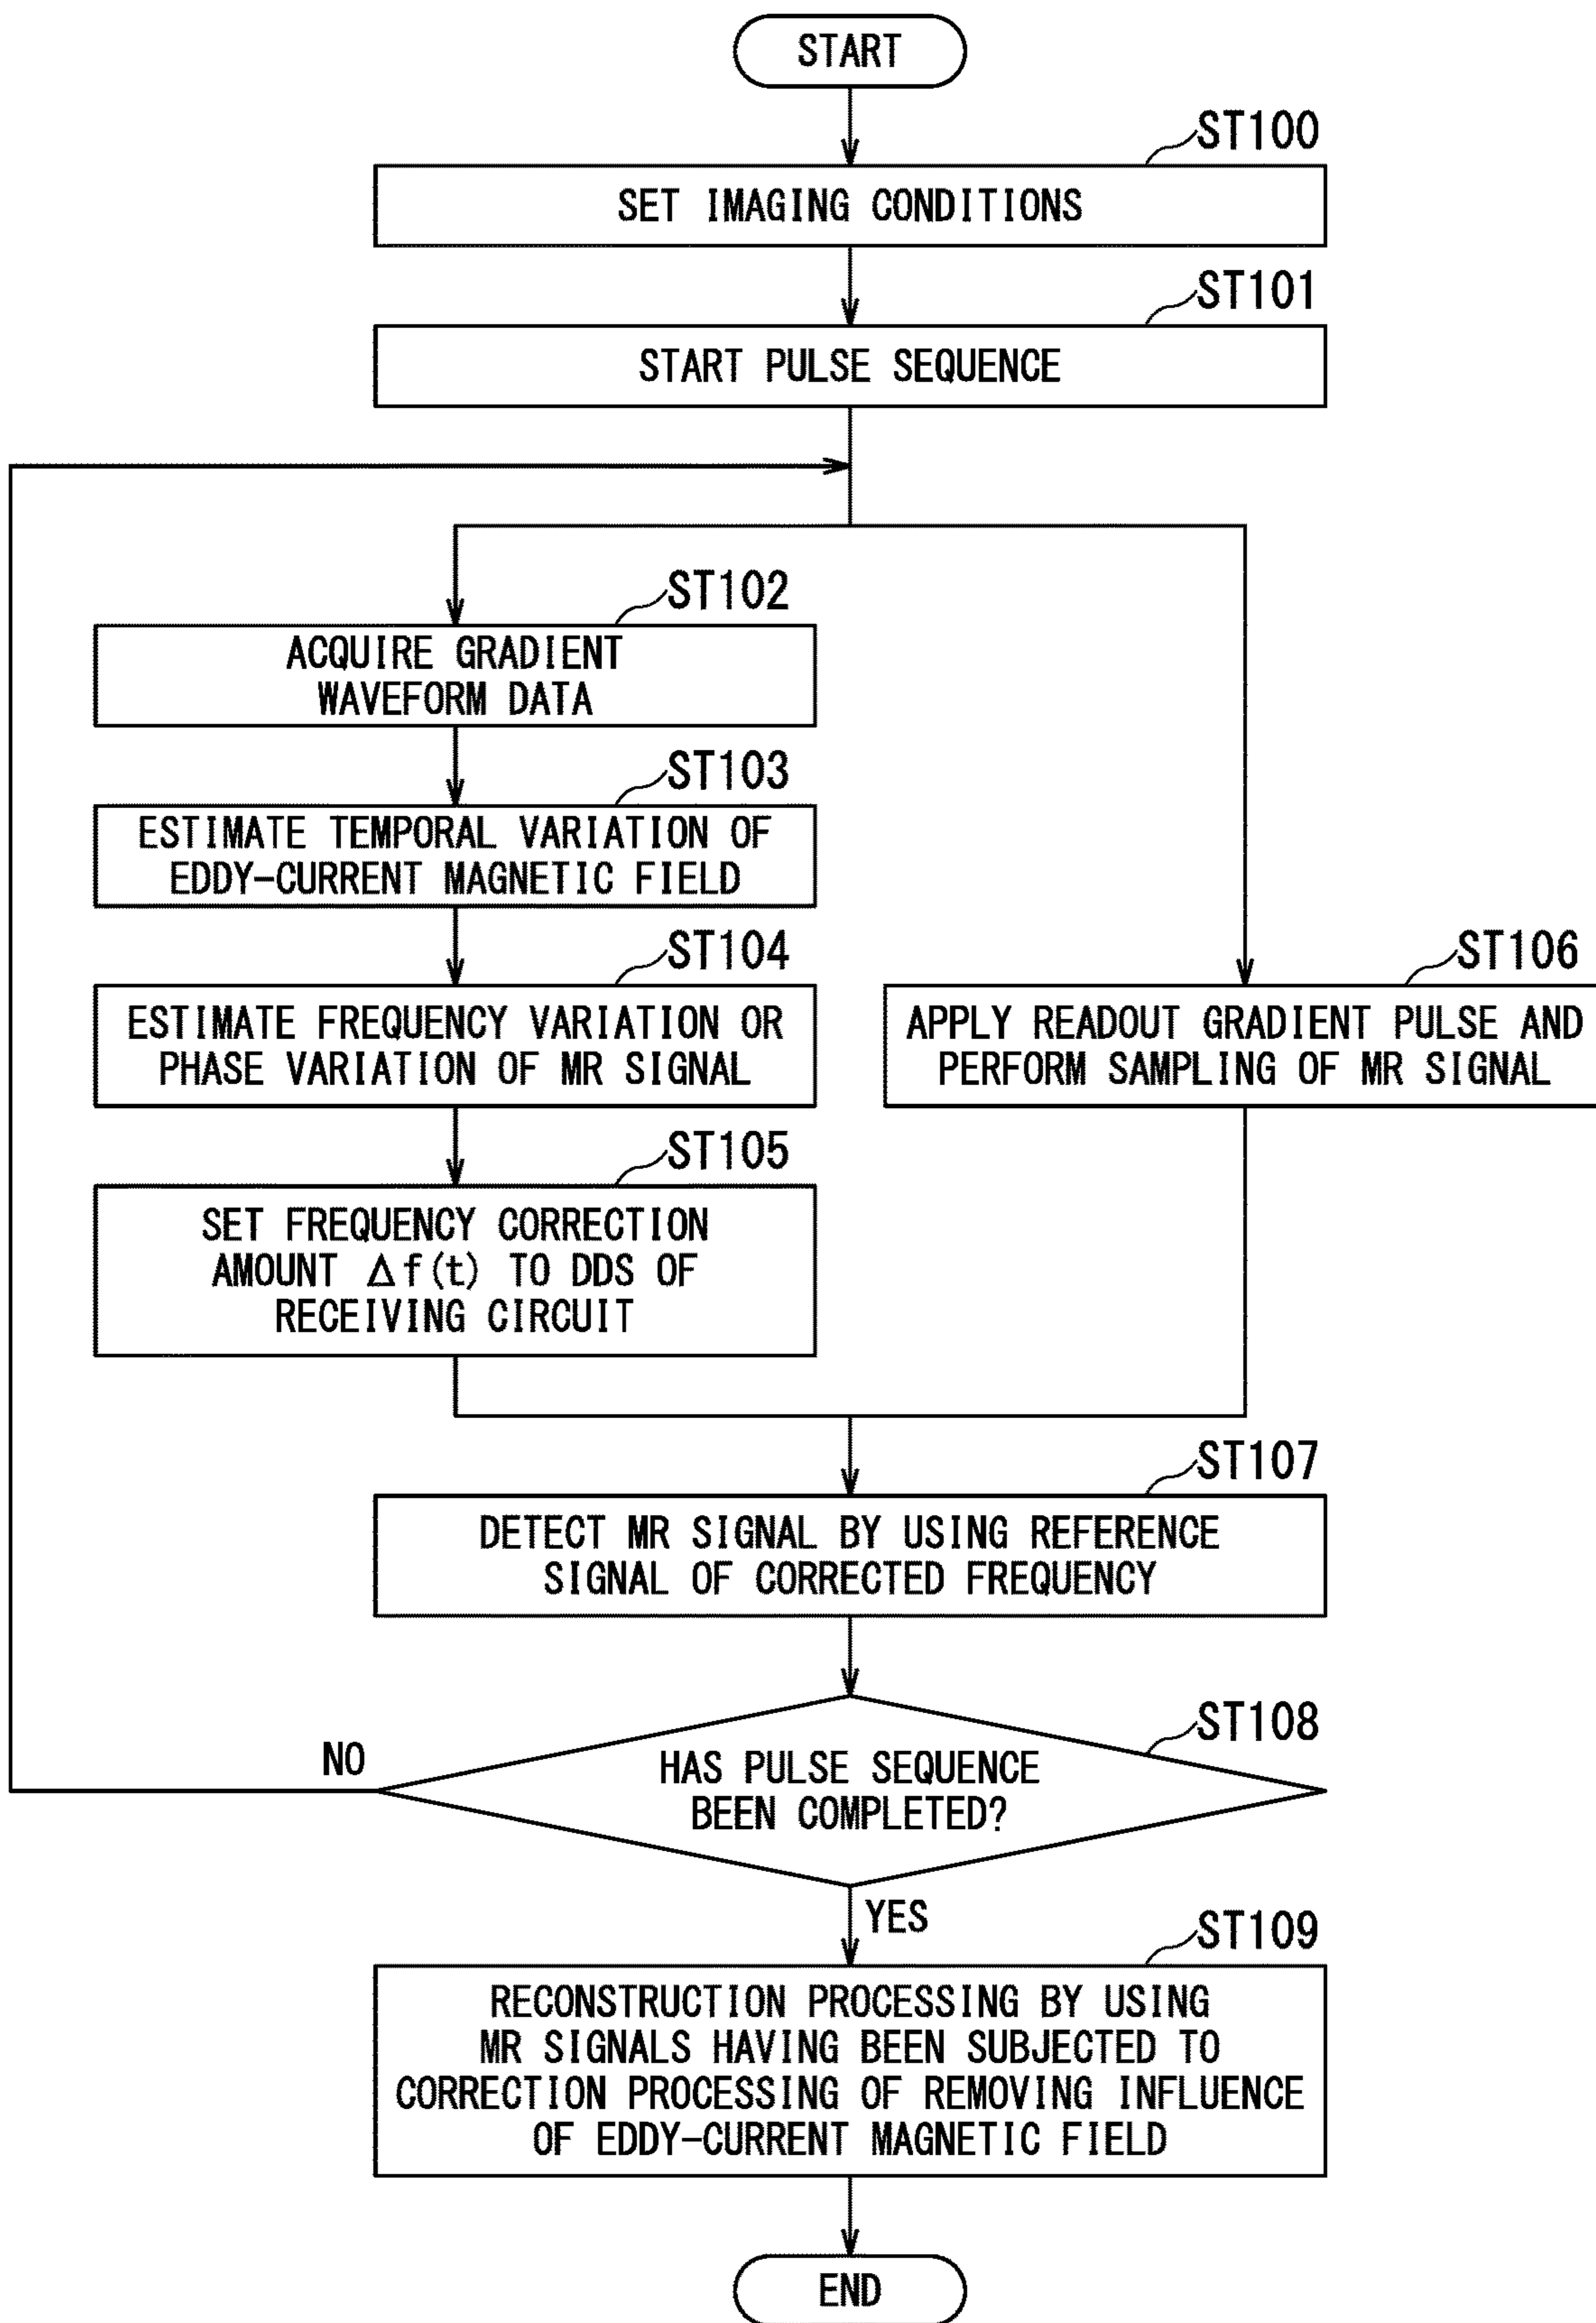 START
ST100
SET IMAGING CONDITIONS
ST101
START PULSE SEQUENCE
ST102
ACQUIRE GRADIENT
WAVEFORM DATA
ST103
ESTIMATE TEMPORAL VARIATION OF
EDDY-CURRENT MAGNETIC FIELD
ST104
ESTIMATE FREQUENCY VARIATION OR
PHASE VARIATION OF MR SIGNAL
ST105
SET FREQUENCY CORRECTION
AMOUNT Δf(t) TO DDS OF
RECEIVING CIRCUIT
ST106
APPLY READOUT GRADIENT PULSE AND
PERFORM SAMPLING OF MR SIGNAL
ST107
DETECT MR SIGNAL BY USING REFERENCE
SIGNAL OF CORRECTED FREQUENCY
ST108
HAS PULSE SEQUENCE
BEEN COMPLETED?
NO
YES
ST109
RECONSTRUCTION PROCESSING BY USING
MR SIGNALS HAVING BEEN SUBJECTED TO
CORRECTION PROCESSING OF REMOVING INFLUENCE
OF EDDY-CURRENT MAGNETIC FIELD
END